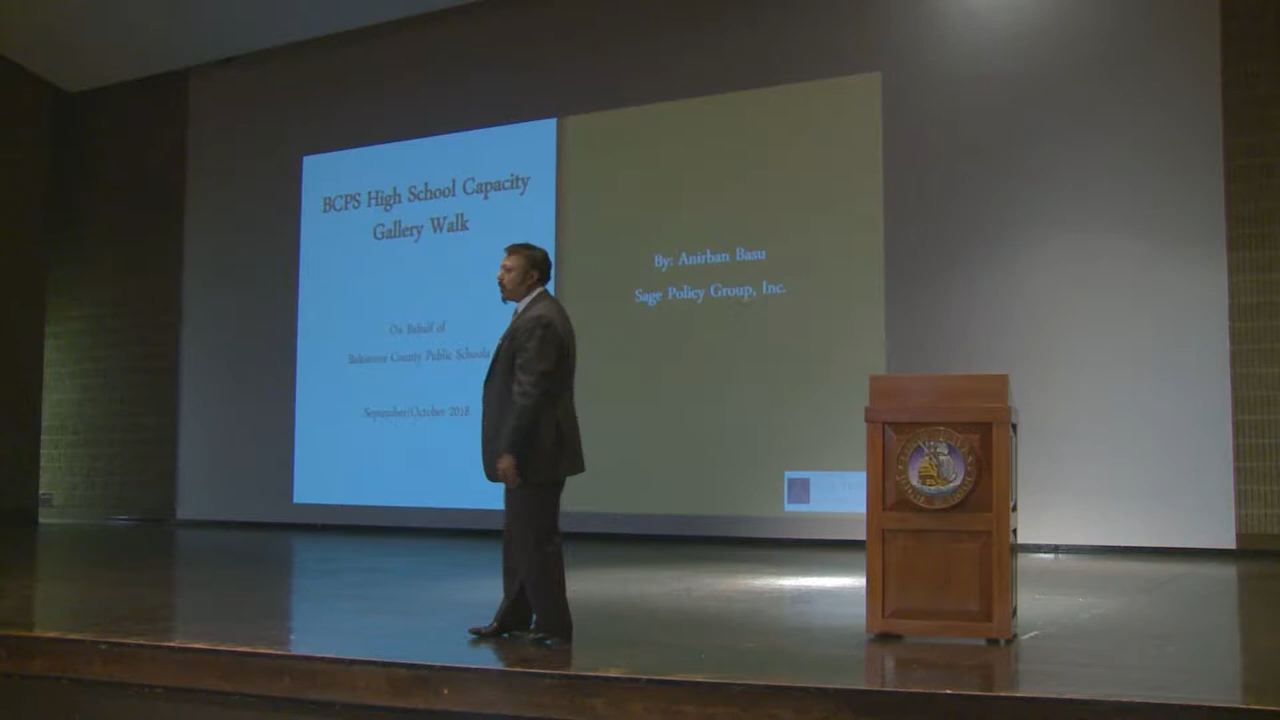 BCPS High School Capacity
Gallery Walk
On Behalf of
Baltimore County Public Schools
September/October 2018
By: Anirban Basu
Sage Policy Group, Inc.